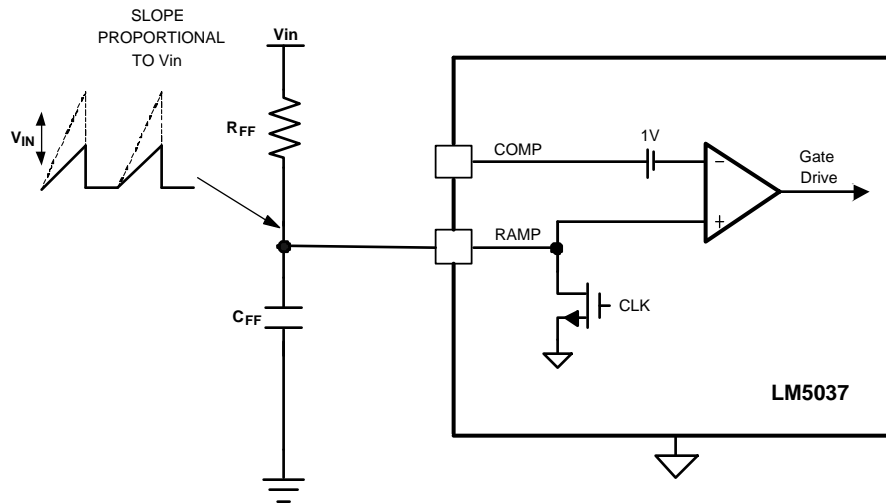 SLOPE
PROPORTIONAL
TO Vin
Vin
VIN
RFF
1V
COMP
−
Gate
Drive
+
RAMP
CFF
CLK
LM5037